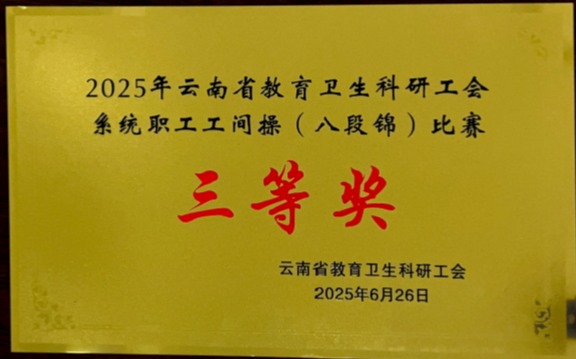 2025年云南省教育卫生科研工会
系统职工工间操（八段锦）比赛
三等奖
云南省教育卫生科研工会
2025年6月26日